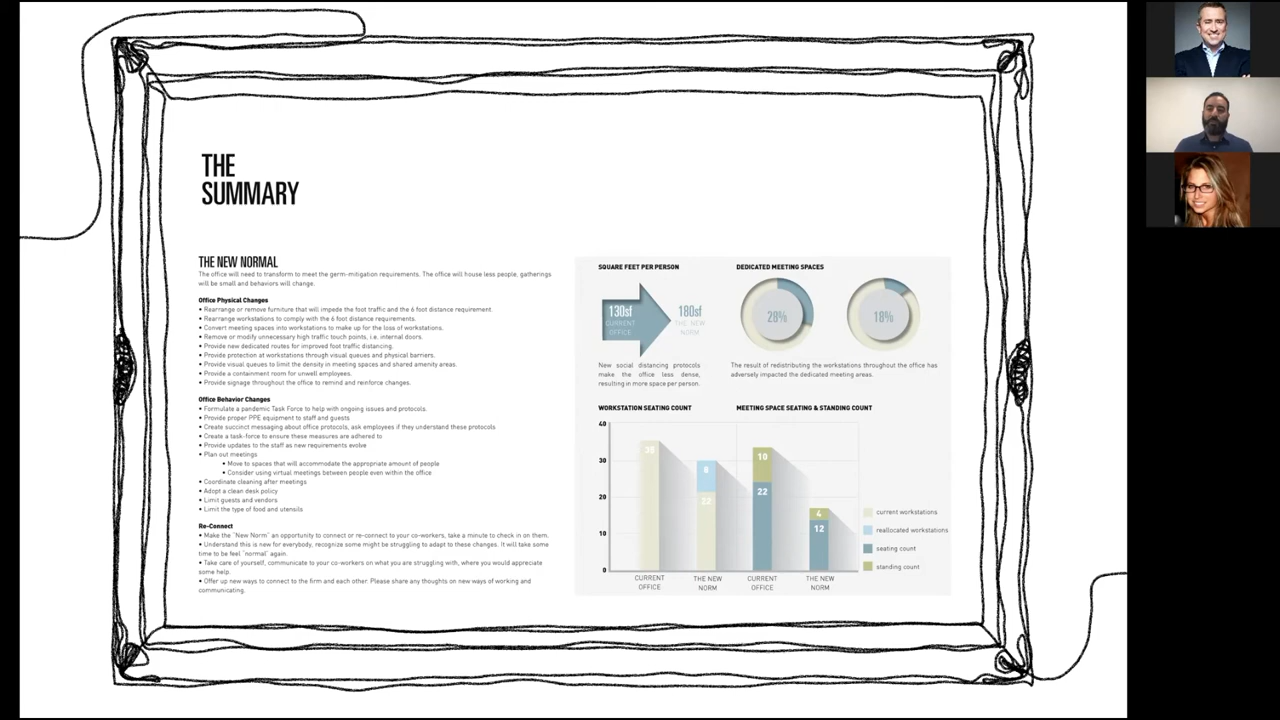 THE
SUMMARY
THE NEW NORMAL
The office will need to transform to meet the germ-mitigation requirements. The office will house less people, gatherings
will be small and behaviors will change.
Office Physical Changes
• Rearrange or remove furniture that will impede the foot traffic and the 6 foot distance requirement.
• Rearrange workstations to comply with the 6 foot distance requirements.
• Convert meeting spaces into workstations to make up for the loss of workstations.
• Remove or modify unnecessary high traffic touch points, i.e. internal doors.
• Provide new dedicated routes for improved foot traffic distancing.
• Provide protection at workstations through visual queues and physical barriers.
• Provide visual queues to limit the density in meeting spaces and shared amenity areas.
• Provide a containment room for unwell employees.
• Provide signage throughout the office to remind and reinforce changes.
Office Behavior Changes
• Formulate a pandemic Task Force to help with ongoing issues and protocols.
• Provide proper PPE equipment to staff and guests
• Create succinct messaging about office protocols, ask employees if they understand these protocols
• Create a task-force to ensure these measures are adhered to
• Provide updates to the staff as new requirements evolve
• Plan out meetings
• Move to spaces that will accommodate the appropriate amount of people
• Consider using virtual meetings between people even within the office
• Coordinate cleaning after meetings
• Adopt a clean desk policy
• Limit guests and vendors
• Limit the type of food and utensils
Re-Connect
• Make the "New Norm" an opportunity to connect or re-connect to your co-workers, take a minute to check in on them.
• Understand this is new for everybody, recognize some might be struggling to adapt to these changes. It will take some
time to be feel "normal" again.
• Take care of yourself, communicate to your co-workers on what you are struggling with, where you would appreciate
some help.
• Offer up new ways to connect to the firm and each other. Please share any thoughts on new ways of working and
communicating.
SQUARE FEET PER PERSON
130sf
CURRENT
OFFICE
180sf
THE NEW
NORM
New social distancing protocols
make the office less dense,
resulting in more space per person.
DEDICATED MEETING SPACES
28%
18%
The result of redistributing the workstations throughout the office has
adversely impacted the dedicated meeting areas.
WORKSTATION SEATING COUNT
MEETING SPACE SEATING & STANDING COUNT
40
30
20
10
0
8
22
10
22
4
12
CURRENT
OFFICE
THE NEW
NORM
CURRENT
OFFICE
THE NEW
NORM
current workstations
reallocated workstations
seating count
standing count